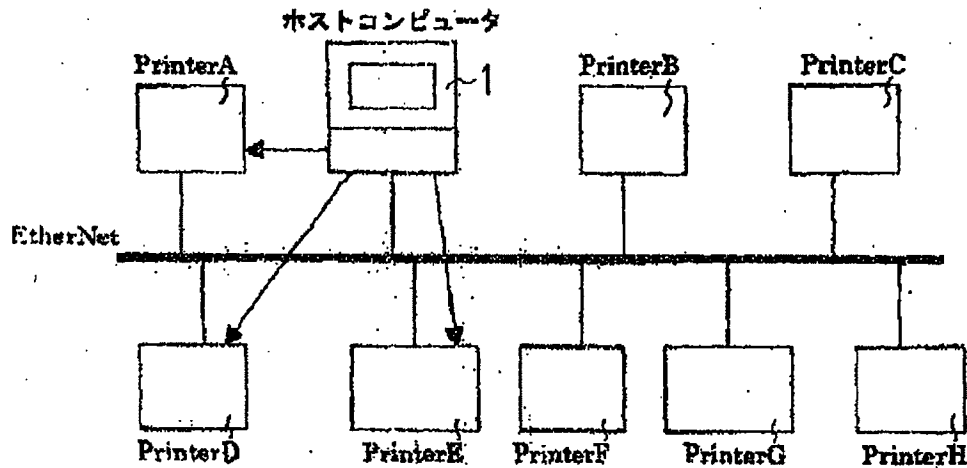 ホストコンピュータ
PrinterA
1
PrinterB
PrinterC
EtherNet
PrinterD
PrinterE
PrinterF
PrinterG
PrinterH